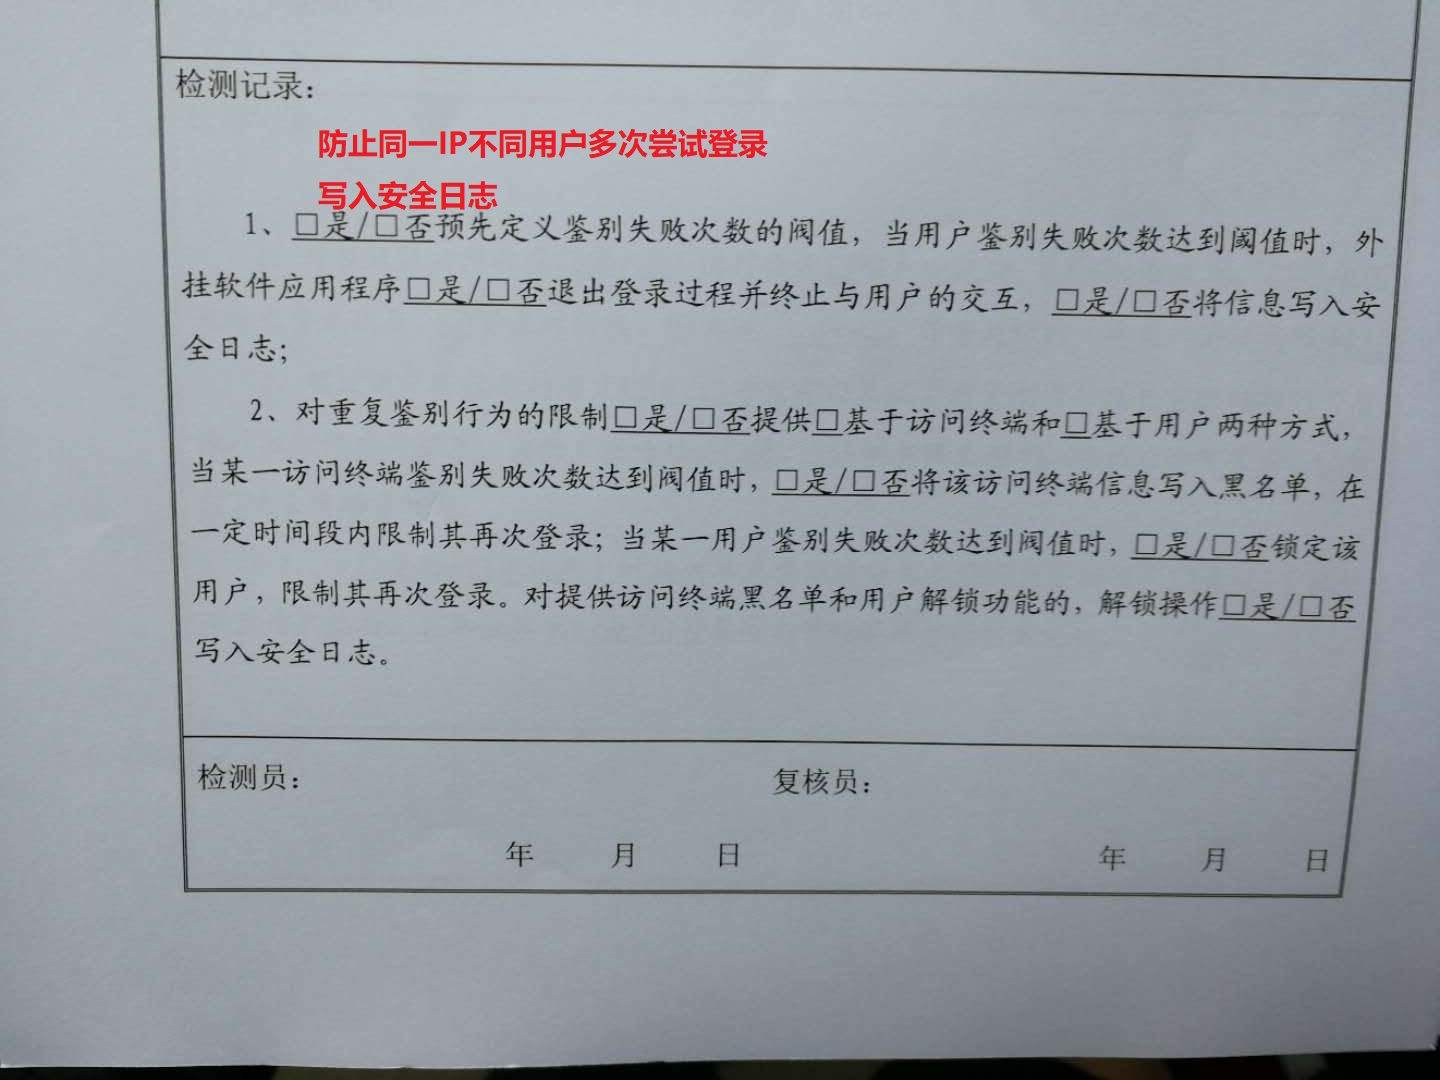 检测记录：
防止同一IP不同用户多次尝试登录
写入安全日志
1、□是/□否预先定义鉴别失败次数的阀值，当用户鉴别失败次数达到阈值时，外
挂软件应用程序□是/□否退出登录过程并终止与用户的交互，□是/□否将信息写入安
全日志；
2、对重复鉴别行为的限制□是/□否提供□基于访问终端和□基于用户两种方式，
当某一访问终端鉴别失败次数达到阀值时，□是/□否将该访问终端信息写入黑名单，在
一定时间段内限制其再次登录；当某一用户鉴别失败次数达到阀值时，□是/□否锁定该
用户，限制其再次登录。对提供访问终端黑名单和用户解锁功能的，解锁操作□是/□否
写入安全日志。
检测员： 复核员：
年 月 日 年 月 日